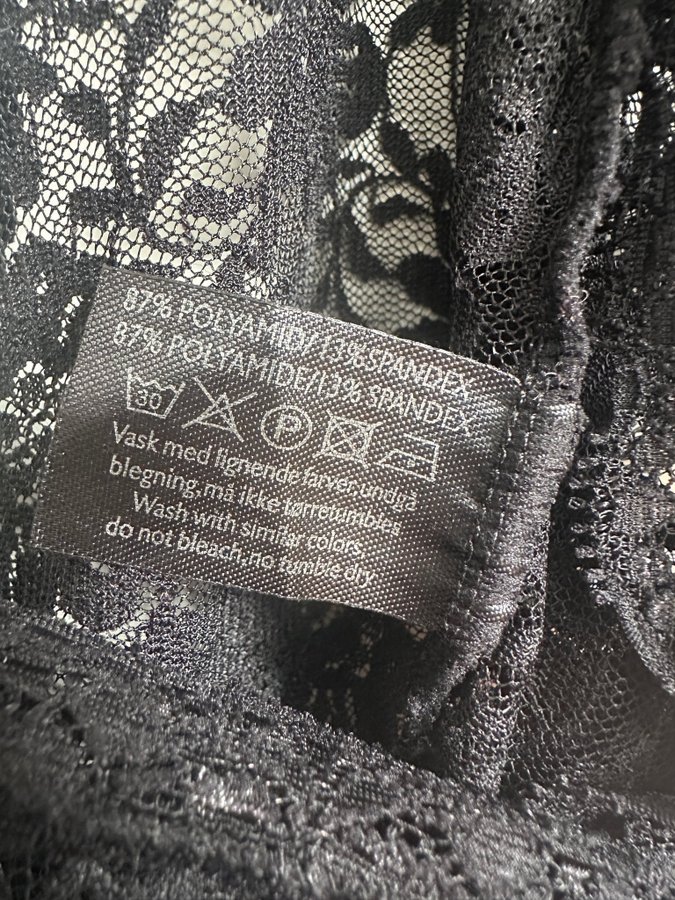 87% POLYAMID/13%SPANDEX
87% POLYAMIDE/13% SPANDEX
30 P
Vask med lignende farver,undgå
blegning,må ikke tørretumbles
Wash with similar colors,
do not bleach,no tumble dry